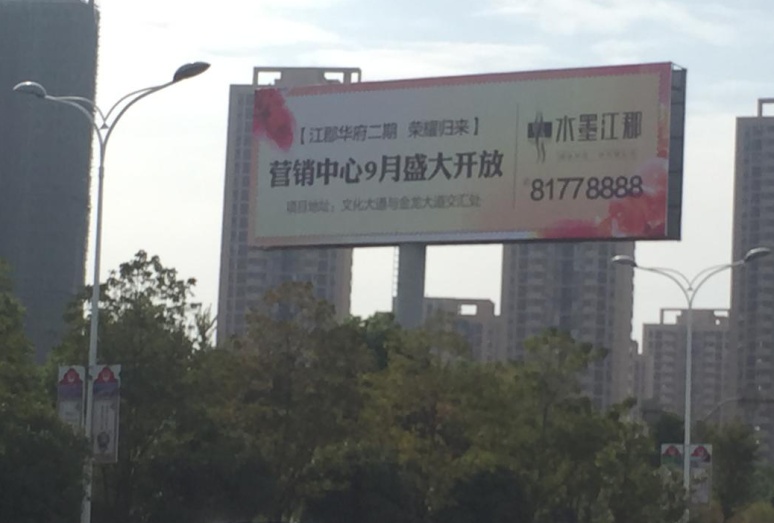 【江郡华府二期 荣耀归来】
营销中心9月盛大开放
项目地址：文化大道与金龙大道交汇处
水墨江郡
81778888